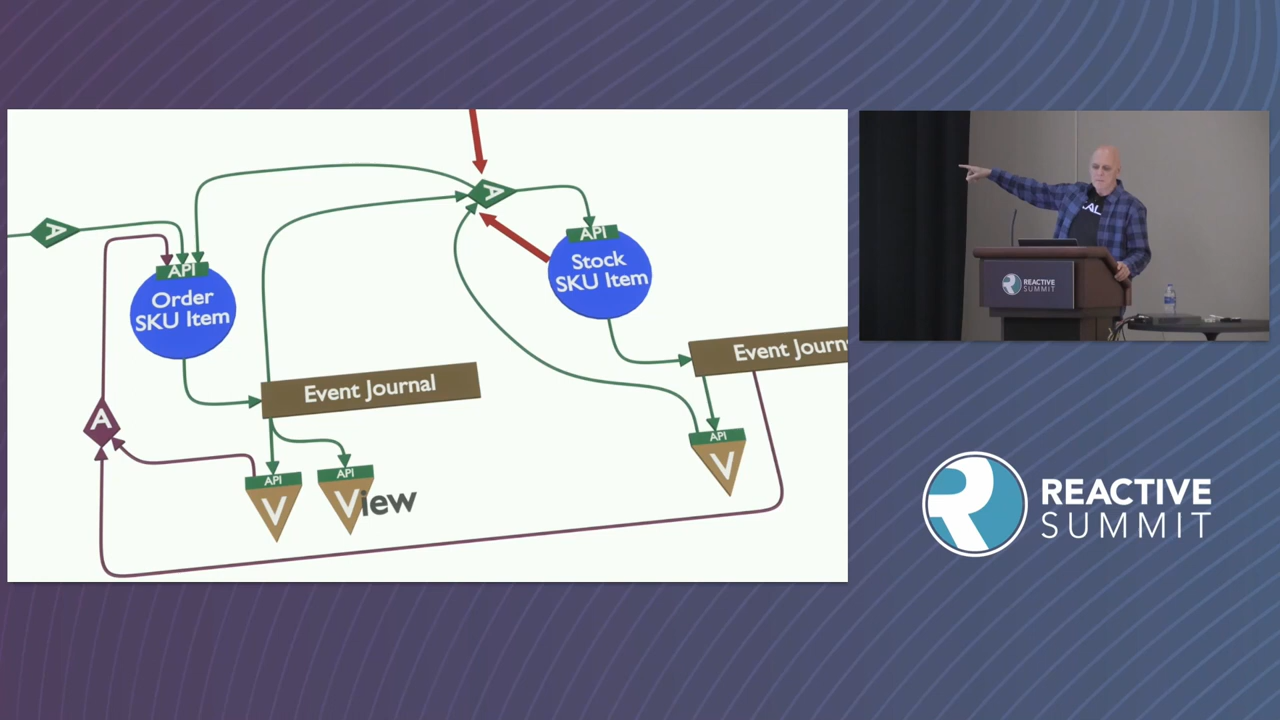 A
A
API
Order
SKU Item
API
Stock
SKU Item
Event Journal
Event Journ
A
API
V
API
View
API
V
AL
REACTIVE
SUMMIT
REACTIVE
SUMMIT